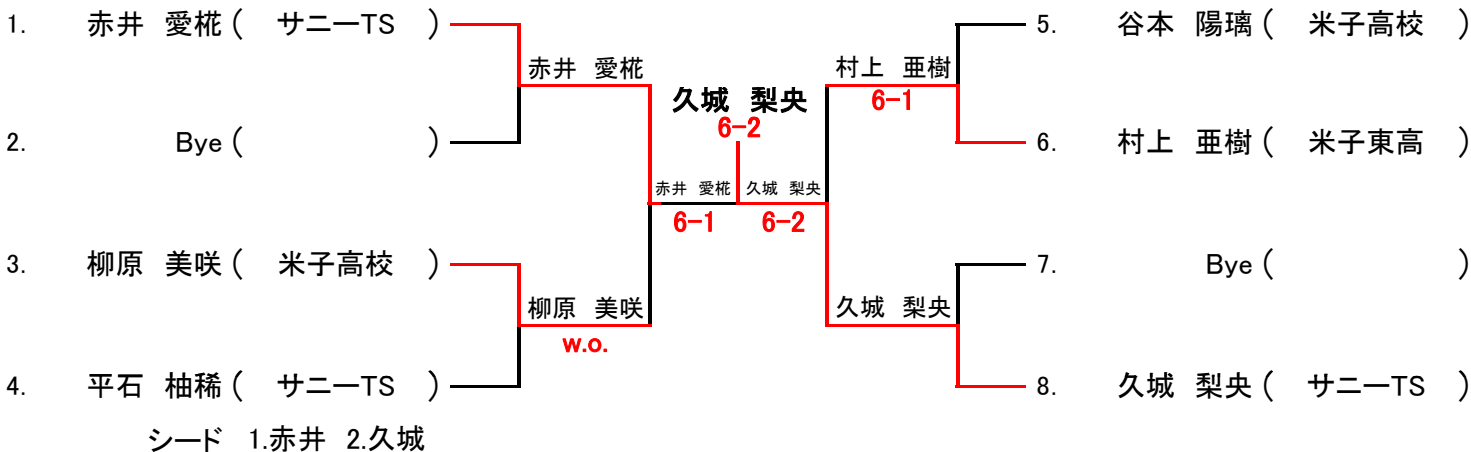 1. 赤井 愛椛 ( サニーTS )
2. Bye ( )
3. 柳原 美咲 ( 米子高校 )
4. 平石 柚稀 ( サニーTS )
シード 1.赤井 2.久城
赤井 愛椛
柳原 美咲
w.o.
赤井 愛椛
6-1
久城 梨央
6-2
久城 梨央
6-2
村上 亜樹
6-1
久城 梨央
5. 谷本 陽璃 ( 米子高校 )
6. 村上 亜樹 ( 米子東高 )
7. Bye ( )
8. 久城 梨央 ( サニーTS )